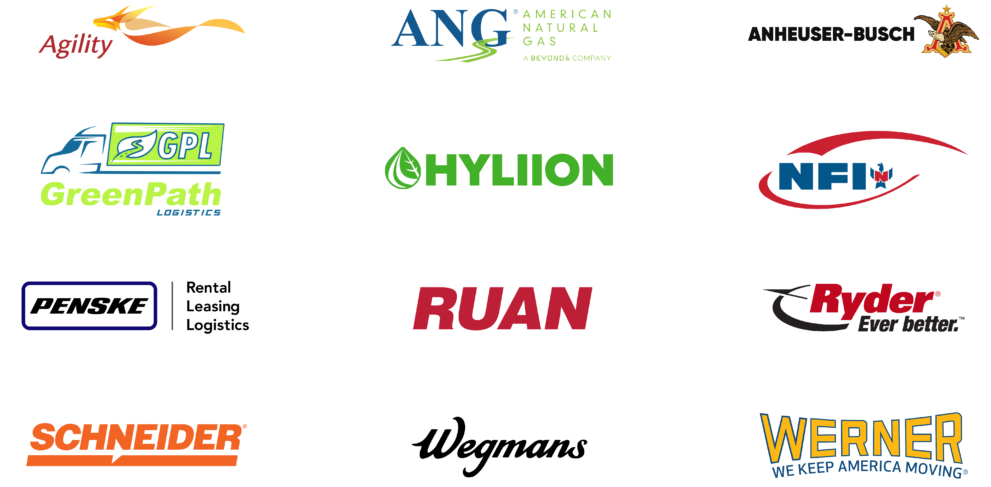 Agility
ANG® AMERICAN
NATURAL
GAS
A BEYOND6 COMPANY
ANHEUSER-BUSCH
A
GPL
GreenPath
LOGISTICS
HYLIION
NFI
N
PENSKE
Rental
Leasing
Logistics
RUAN
Ryder®
Ever better.™
SCHNEIDER®
Wegmans
WERNER
WE KEEP AMERICA MOVING®